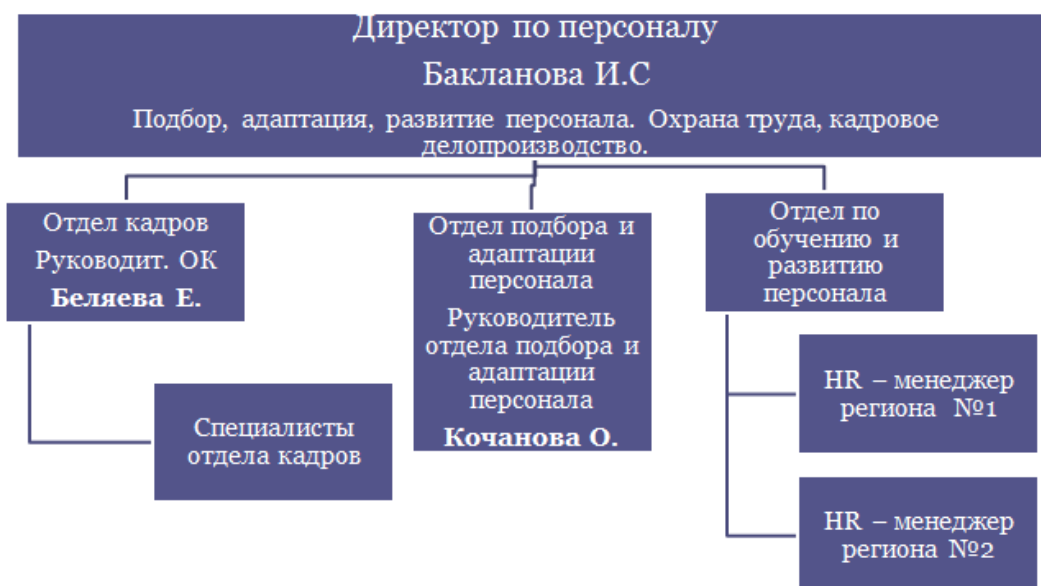 Директор по персоналу
Бакланова И.С
Подбор, адаптация, развитие персонала. Охрана труда, кадровое
делопроизводство.
Отдел кадров
Руководит. ОК
Беляева Е.
Специалисты
отдела кадров
Отдел подбора и
адаптации
персонала
Руководитель
отдела подбора и
адаптации
персонала
Кочанова О.
Отдел по
обучению и
развитию
персонала
HR – менеджер
региона №1
HR – менеджер
региона №2